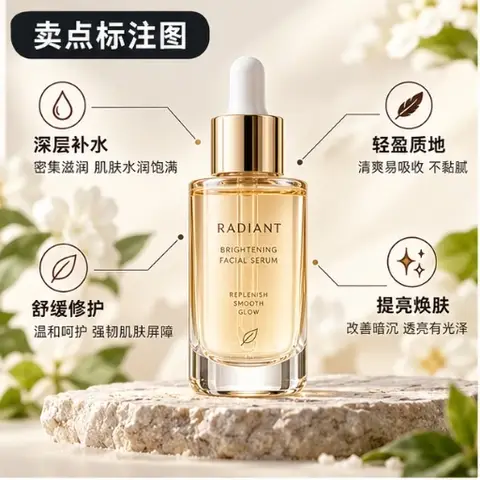 卖点标注图
深层补水
密集滋润 肌肤水润饱满
轻盈质地
清爽易吸收 不黏腻
RADIANT
BRIGHTENING
FACIAL SERUM
REPLENISH
SMOOTH
GLOW
舒缓修护
温和呵护 强韧肌肤屏障
提亮焕肤
改善暗沉 透亮有光泽